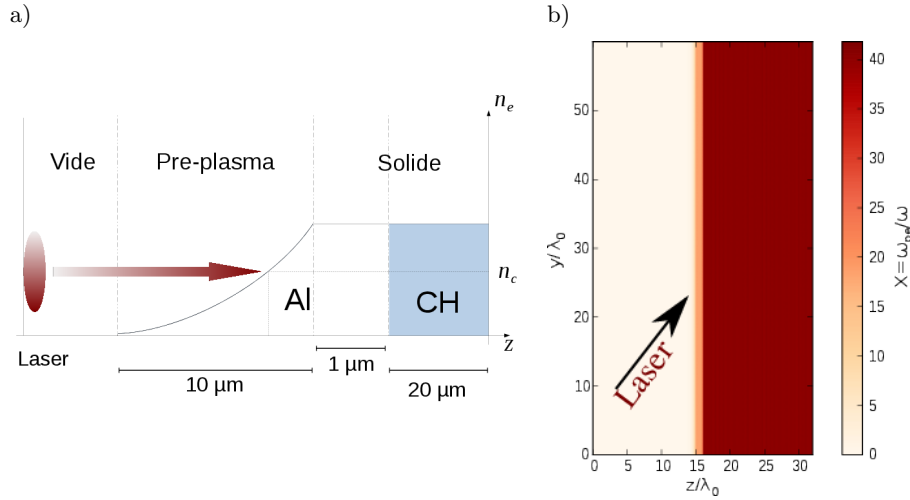 a)
n_e
Vide
Pre-plasma
Solide
n_c
Al
CH
z
Laser
1 µm
10 µm
20 µm
b)
50
40
30
20
10
0
y/λ_0
Laser
0
5
10
15
20
25
30
z/λ_0
40
35
30
25
20
15
10
5
0
X = ω_pe/ω